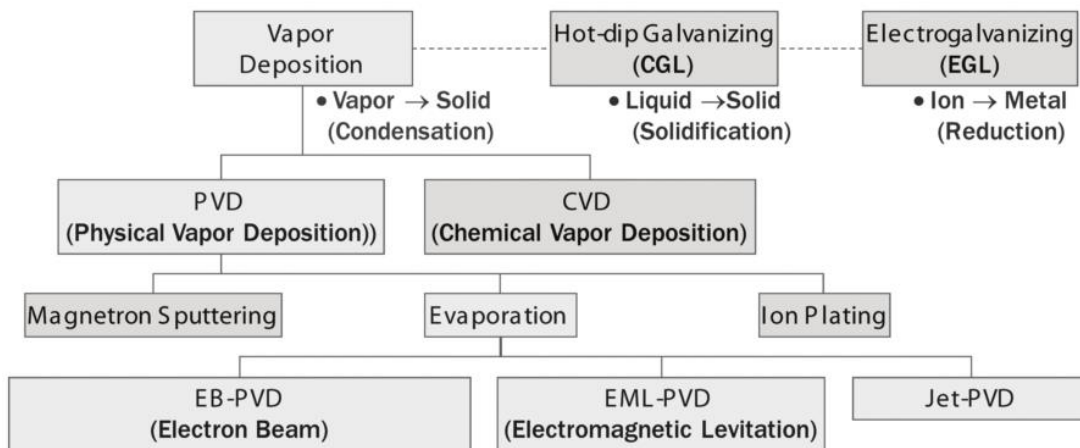 Vapor
Deposition
Hot-dip Galvanizing
(CGL)
Electrogalvanizing
(EGL)
• Vapor → Solid
(Condensation)
• Liquid →Solid
(Solidification)
• Ion → Metal
(Reduction)
PVD
(Physical Vapor Deposition))
CVD
(Chemical Vapor Deposition)
Magnetron Sputtering
Evaporation
Ion Plating
EB-PVD
(Electron Beam)
EML-PVD
(Electromagnetic Levitation)
Jet-PVD